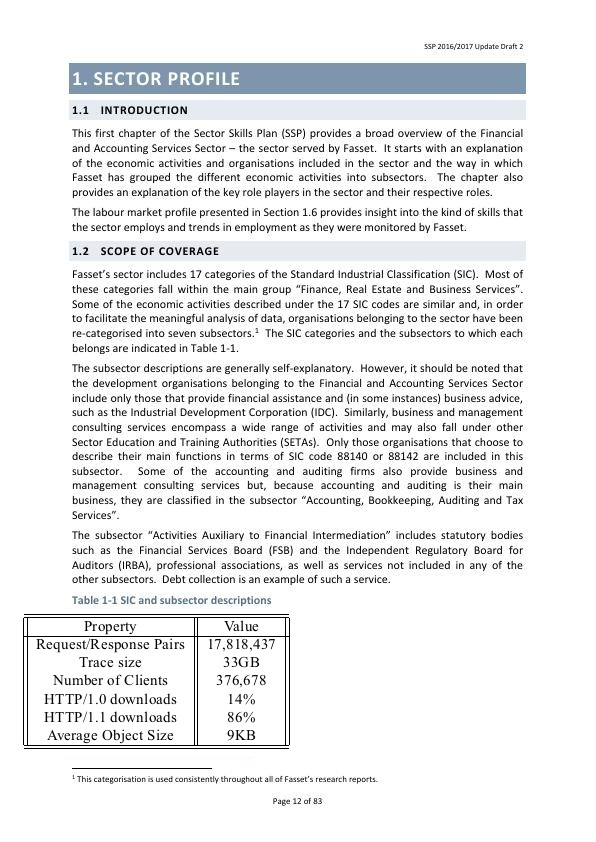 SSP 2016/2017 Update Draft 2
1. SECTOR PROFILE
1.1 INTRODUCTION
This first chapter of the Sector Skills Plan (SSP) provides a broad overview of the Financial
and Accounting Services Sector – the sector served by Fasset. It starts with an explanation
of the economic activities and organisations included in the sector and the way in which
Fasset has grouped the different economic activities into subsectors. The chapter also
provides an explanation of the key role players in the sector and their respective roles.
The labour market profile presented in Section 1.6 provides insight into the kind of skills that
the sector employs and trends in employment as they were monitored by Fasset.
1.2 SCOPE OF COVERAGE
Fasset’s sector includes 17 categories of the Standard Industrial Classification (SIC). Most of
these categories fall within the main group “Finance, Real Estate and Business Services”.
Some of the economic activities described under the 17 SIC codes are similar and, in order
to facilitate the meaningful analysis of data, organisations belonging to the sector have been
re-categorised into seven subsectors.1 The SIC categories and the subsectors to which each
belongs are indicated in Table 1-1.
The subsector descriptions are generally self-explanatory. However, it should be noted that
the development organisations belonging to the Financial and Accounting Services Sector
include only those that provide financial assistance and (in some instances) business advice,
such as the Industrial Development Corporation (IDC). Similarly, business and management
consulting services encompass a wide range of activities and may also fall under other
Sector Education and Training Authorities (SETAs). Only those organisations that choose to
describe their main functions in terms of SIC code 88140 or 88142 are included in this
subsector. Some of the accounting and auditing firms also provide business and
management consulting services but, because accounting and auditing is their main
business, they are classified in the subsector “Accounting, Bookkeeping, Auditing and Tax
Services”.
The subsector “Activities Auxiliary to Financial Intermediation” includes statutory bodies
such as the Financial Services Board (FSB) and the Independent Regulatory Board for
Auditors (IRBA), professional associations, as well as services not included in any of the
other subsectors. Debt collection is an example of such a service.
Table 1-1 SIC and subsector descriptions
Property Value
Request/Response Pairs 17,818,437
Trace size 33GB
Number of Clients 376,678
HTTP/1.0 downloads 14%
HTTP/1.1 downloads 86%
Average Object Size 9KB
1 This categorisation is used consistently throughout all of Fasset’s research reports.
Page 12 of 83